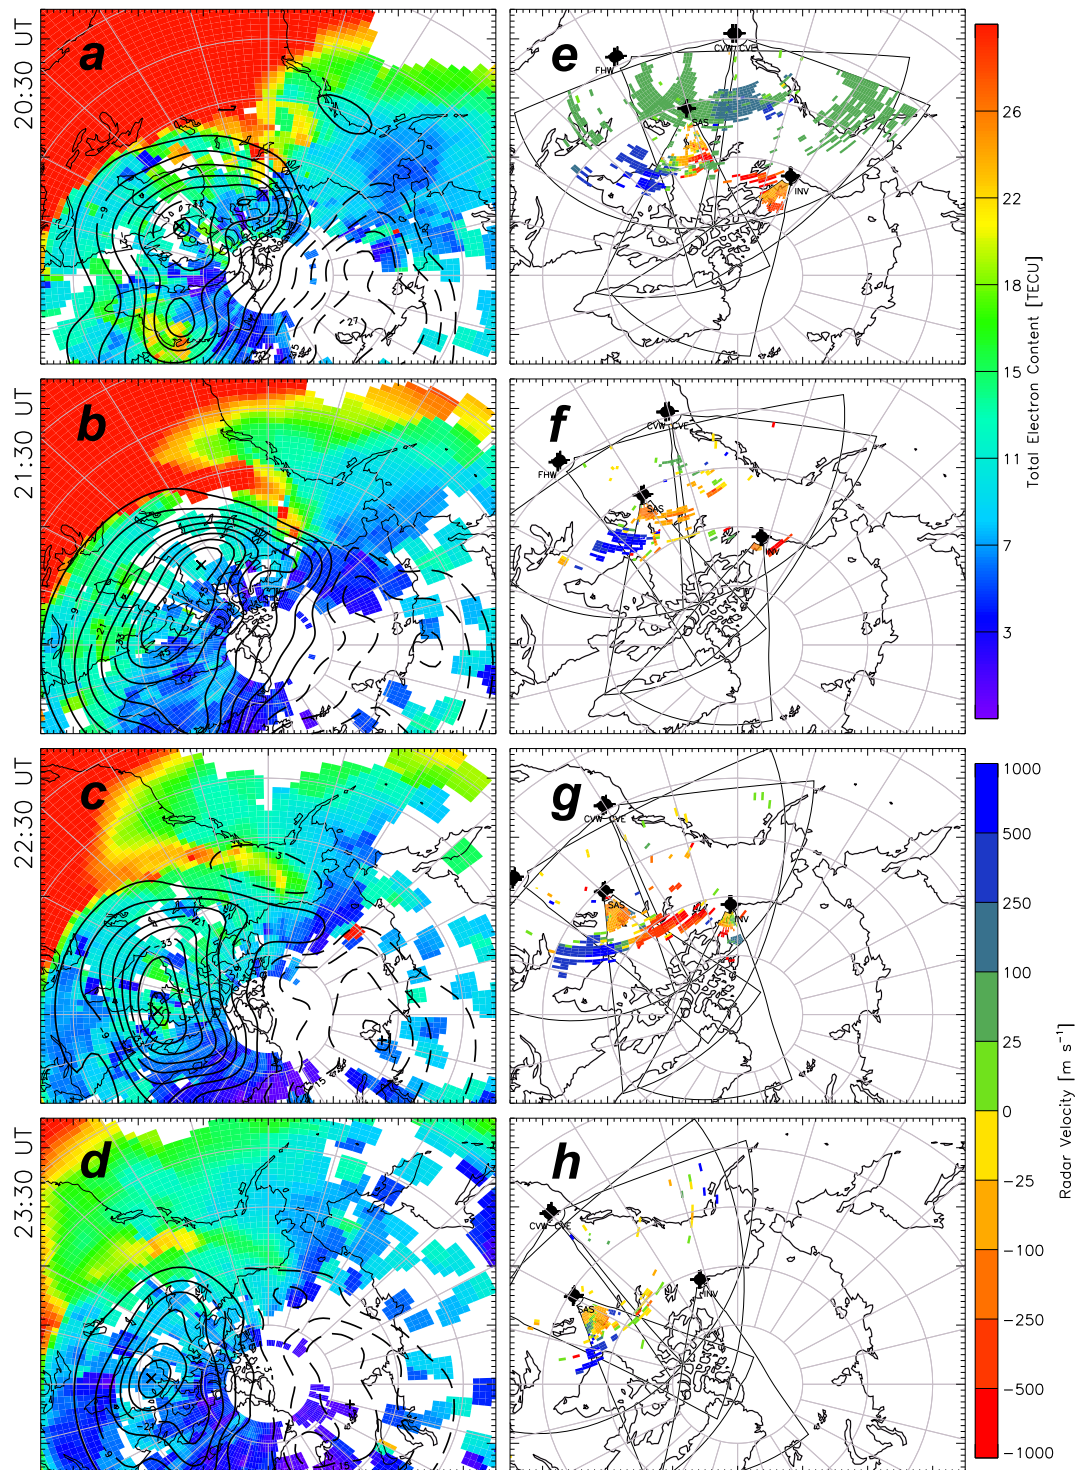 20:30 UT
a
e
FHW
CVW CVE
SAS
INV
26
22
18
15
11
7
3
Total Electron Content [TECU]
21:30 UT
b
f
FHW
CVW CVE
SAS
INV
22:30 UT
c
g
CVW CVE
SAS
INV
1000
500
250
100
25
0
−25
−100
−250
−500
−1000
Radar Velocity [m s⁻¹]
23:30 UT
d
h
CVW CVE
SAS
INV